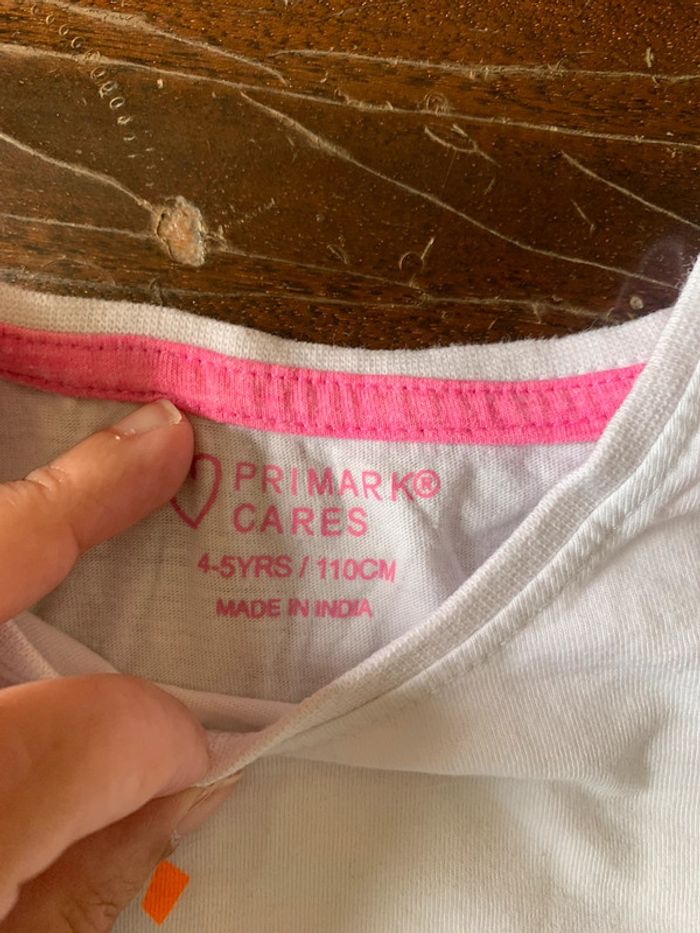 PRIMARK®
CARES
4-5YRS / 110CM
MADE IN INDIA